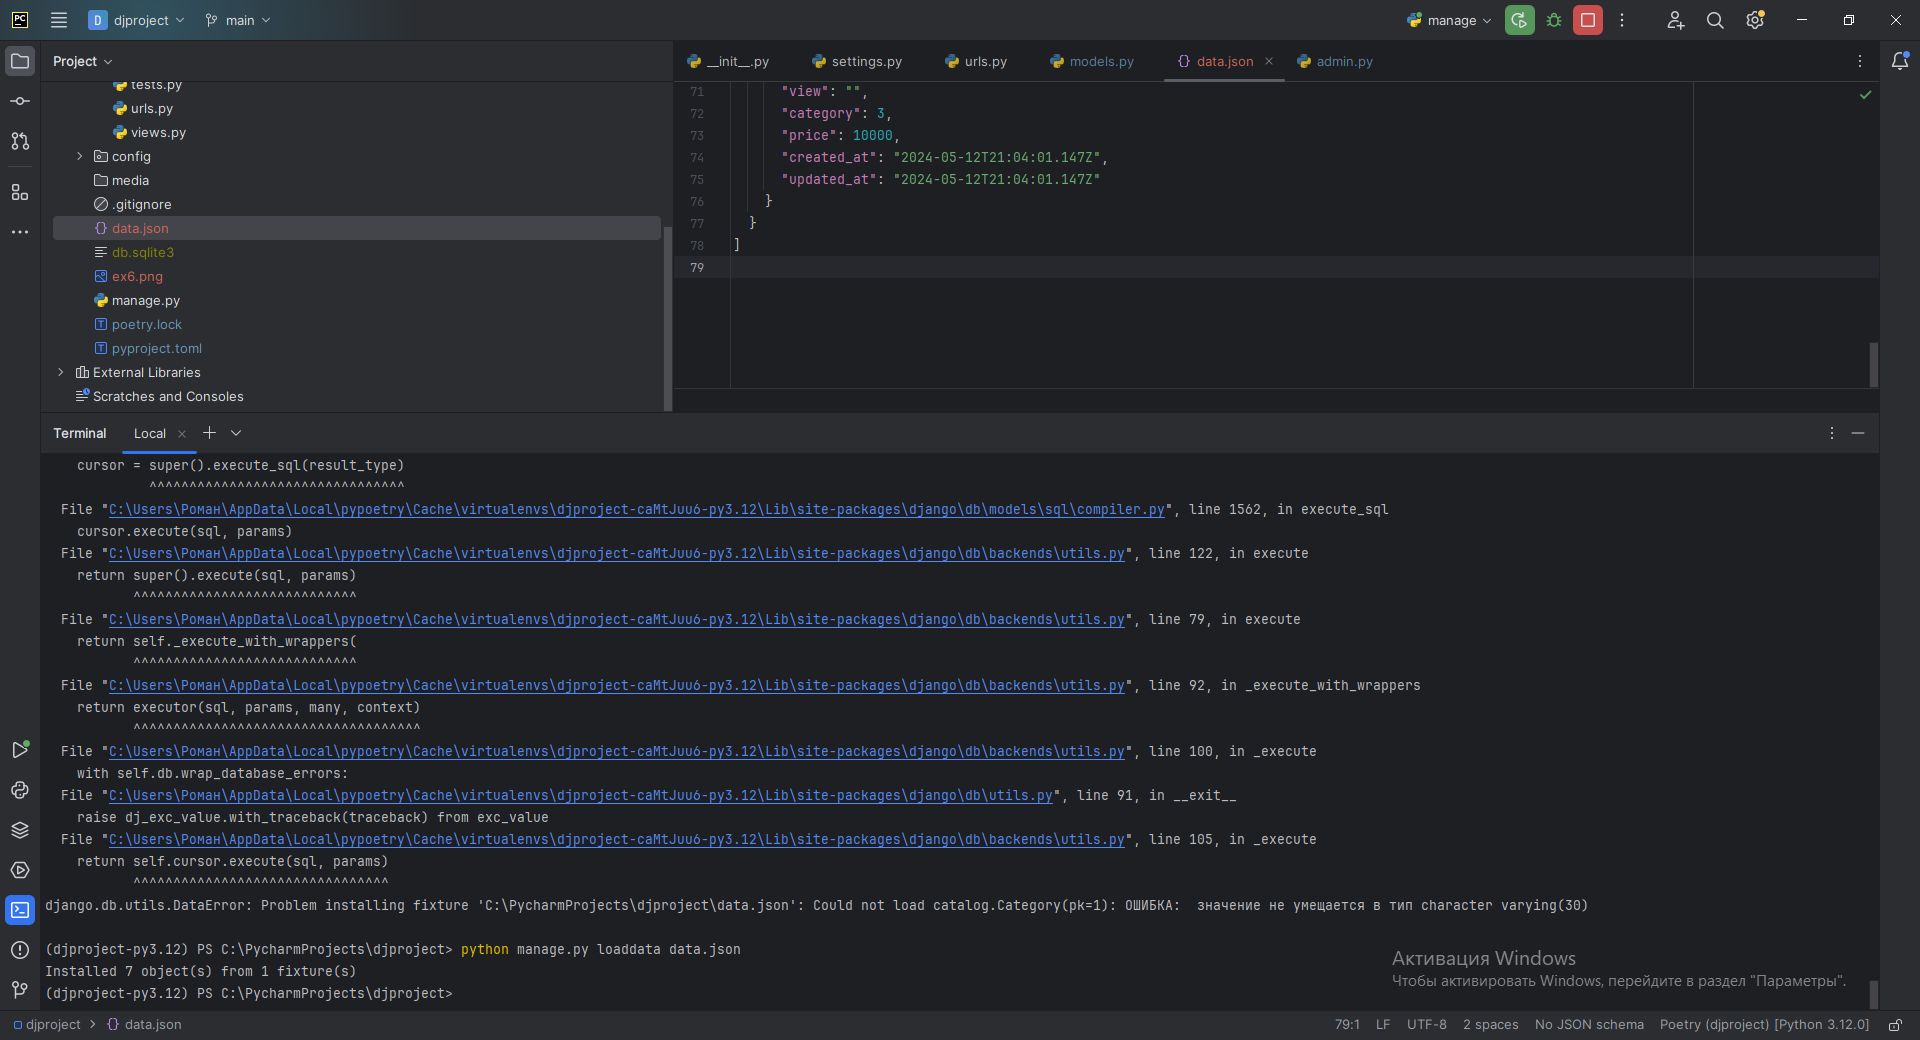 PC
D djproject
main
manage
Project
__init__.py
settings.py
urls.py
models.py
data.json
admin.py
tests.py
urls.py
views.py
config
media
.gitignore
data.json
db.sqlite3
ex6.png
manage.py
poetry.lock
pyproject.toml
External Libraries
Scratches and Consoles
71 "view": "",
72 "category": 3,
73 "price": 10000,
74 "created_at": "2024-05-12T21:04:01.147Z",
75 "updated_at": "2024-05-12T21:04:01.147Z"
76 }
77 }
78 ]
79
Terminal Local
cursor = super().execute_sql(result_type)
^^^^^^^^^^^^^^^^^^^^^^^^^^^^^^^^
File "C:\Users\Роман\AppData\Local\pypoetry\Cache\virtualenvs\djproject-caMtJuu6-py3.12\Lib\site-packages\django\db\models\sql\compiler.py", line 1562, in execute_sql
cursor.execute(sql, params)
File "C:\Users\Роман\AppData\Local\pypoetry\Cache\virtualenvs\djproject-caMtJuu6-py3.12\Lib\site-packages\django\db\backends\utils.py", line 122, in execute
return super().execute(sql, params)
^^^^^^^^^^^^^^^^^^^^^^^^^^^^
File "C:\Users\Роман\AppData\Local\pypoetry\Cache\virtualenvs\djproject-caMtJuu6-py3.12\Lib\site-packages\django\db\backends\utils.py", line 79, in execute
return self._execute_with_wrappers(
^^^^^^^^^^^^^^^^^^^^^^^^^^^^
File "C:\Users\Роман\AppData\Local\pypoetry\Cache\virtualenvs\djproject-caMtJuu6-py3.12\Lib\site-packages\django\db\backends\utils.py", line 92, in _execute_with_wrappers
return executor(sql, params, many, context)
^^^^^^^^^^^^^^^^^^^^^^^^^^^^^^^^^^^^
File "C:\Users\Роман\AppData\Local\pypoetry\Cache\virtualenvs\djproject-caMtJuu6-py3.12\Lib\site-packages\django\db\backends\utils.py", line 100, in _execute
with self.db.wrap_database_errors:
File "C:\Users\Роман\AppData\Local\pypoetry\Cache\virtualenvs\djproject-caMtJuu6-py3.12\Lib\site-packages\django\db\utils.py", line 91, in __exit__
raise dj_exc_value.with_traceback(traceback) from exc_value
File "C:\Users\Роман\AppData\Local\pypoetry\Cache\virtualenvs\djproject-caMtJuu6-py3.12\Lib\site-packages\django\db\backends\utils.py", line 105, in _execute
return self.cursor.execute(sql, params)
^^^^^^^^^^^^^^^^^^^^^^^^^^^^^^^^
django.db.utils.DataError: Problem installing fixture 'C:\PycharmProjects\djproject\data.json': Could not load catalog.Category(pk=1): ОШИБКА:  значение не умещается в тип character varying(30)
(djproject-py3.12) PS C:\PycharmProjects\djproject> python manage.py loaddata data.json
Installed 7 object(s) from 1 fixture(s)
(djproject-py3.12) PS C:\PycharmProjects\djproject>
Активация Windows
Чтобы активировать Windows, перейдите в раздел "Параметры".
djproject > data.json
79:1 LF UTF-8 2 spaces No JSON schema Poetry (djproject) [Python 3.12.0]